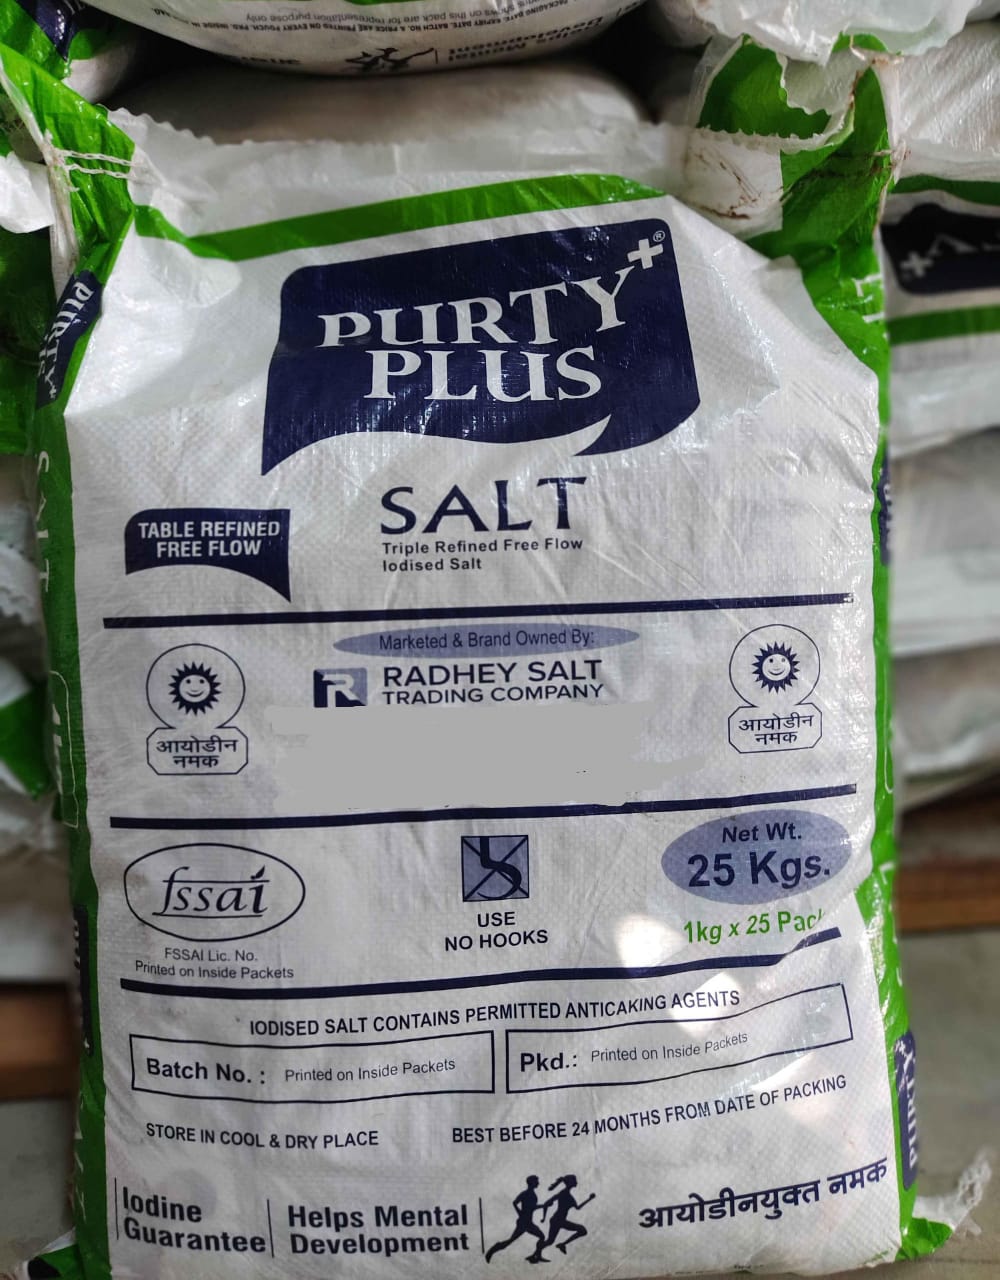 Helps Mental
Development
PURTY
PLUS
+®
SALT
Triple Refined Free Flow
Iodised Salt
TABLE REFINED
FREE FLOW
Marketed & Brand Owned By:
R
RADHEY SALT
TRADING COMPANY
आयोडीन
नमक
आयोडीन
नमक
fssai
FSSAI Lic. No.
Printed on Inside Packets
USE
NO HOOKS
Net Wt.
25 Kgs.
1kg x 25
IODISED SALT CONTAINS PERMITTED ANTICAKING AGENTS
Batch No. : Printed on Inside Packets
Pkd.: Printed on Inside Packets
STORE IN COOL & DRY PLACE
BEST BEFORE 24 MONTHS FROM DATE OF PACKING
Iodine
Guarantee
Helps Mental
Development
आयोडीनयुक्त नमक
SALT